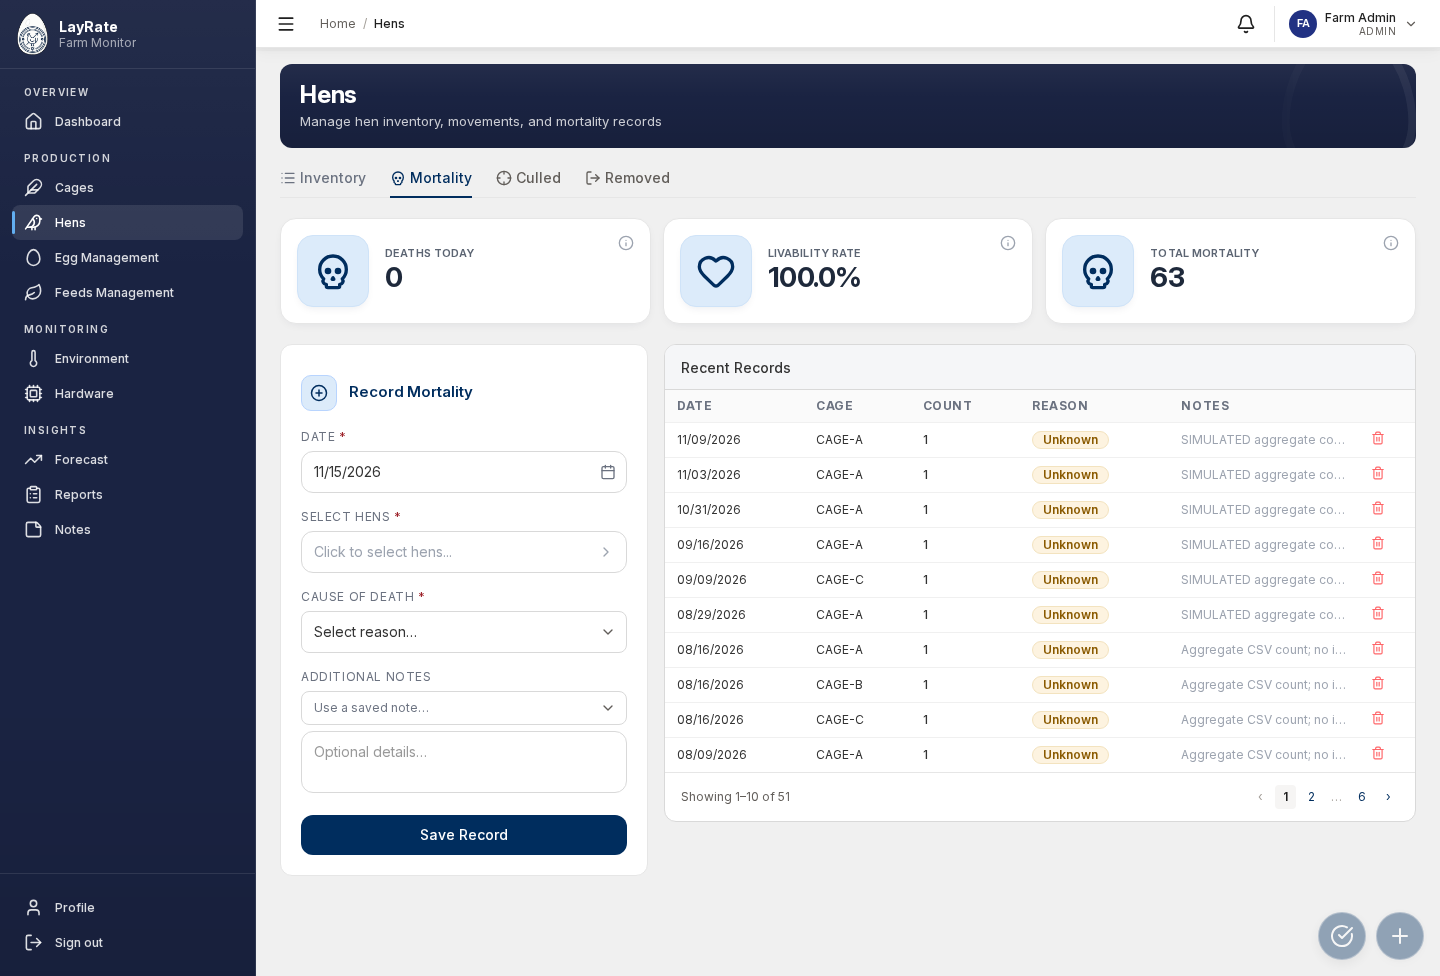 LayRate
Farm Monitor
OVERVIEW
Dashboard
PRODUCTION
Cages
Hens
Egg Management
Feeds Management
MONITORING
Environment
Hardware
INSIGHTS
Forecast
Reports
Notes
Profile
Sign out
Home / Hens
FA
Farm Admin
ADMIN
Hens
Manage hen inventory, movements, and mortality records
Inventory Mortality Culled Removed
DEATHS TODAY
0
LIVABILITY RATE
100.0%
TOTAL MORTALITY
63
Record Mortality
DATE *
11/15/2026
SELECT HENS *
Click to select hens...
CAUSE OF DEATH *
Select reason...
ADDITIONAL NOTES
Use a saved note...
Optional details...
Save Record
Recent Records
DATE CAGE COUNT REASON NOTES
11/09/2026 CAGE-A 1 Unknown SIMULATED aggregate co...
11/03/2026 CAGE-A 1 Unknown SIMULATED aggregate co...
10/31/2026 CAGE-A 1 Unknown SIMULATED aggregate co...
09/16/2026 CAGE-A 1 Unknown SIMULATED aggregate co...
09/09/2026 CAGE-C 1 Unknown SIMULATED aggregate co...
08/29/2026 CAGE-A 1 Unknown SIMULATED aggregate co...
08/16/2026 CAGE-A 1 Unknown Aggregate CSV count; no i...
08/16/2026 CAGE-B 1 Unknown Aggregate CSV count; no i...
08/16/2026 CAGE-C 1 Unknown Aggregate CSV count; no i...
08/09/2026 CAGE-A 1 Unknown Aggregate CSV count; no i...
Showing 1–10 of 51
‹ 1 2 ... 6 ›